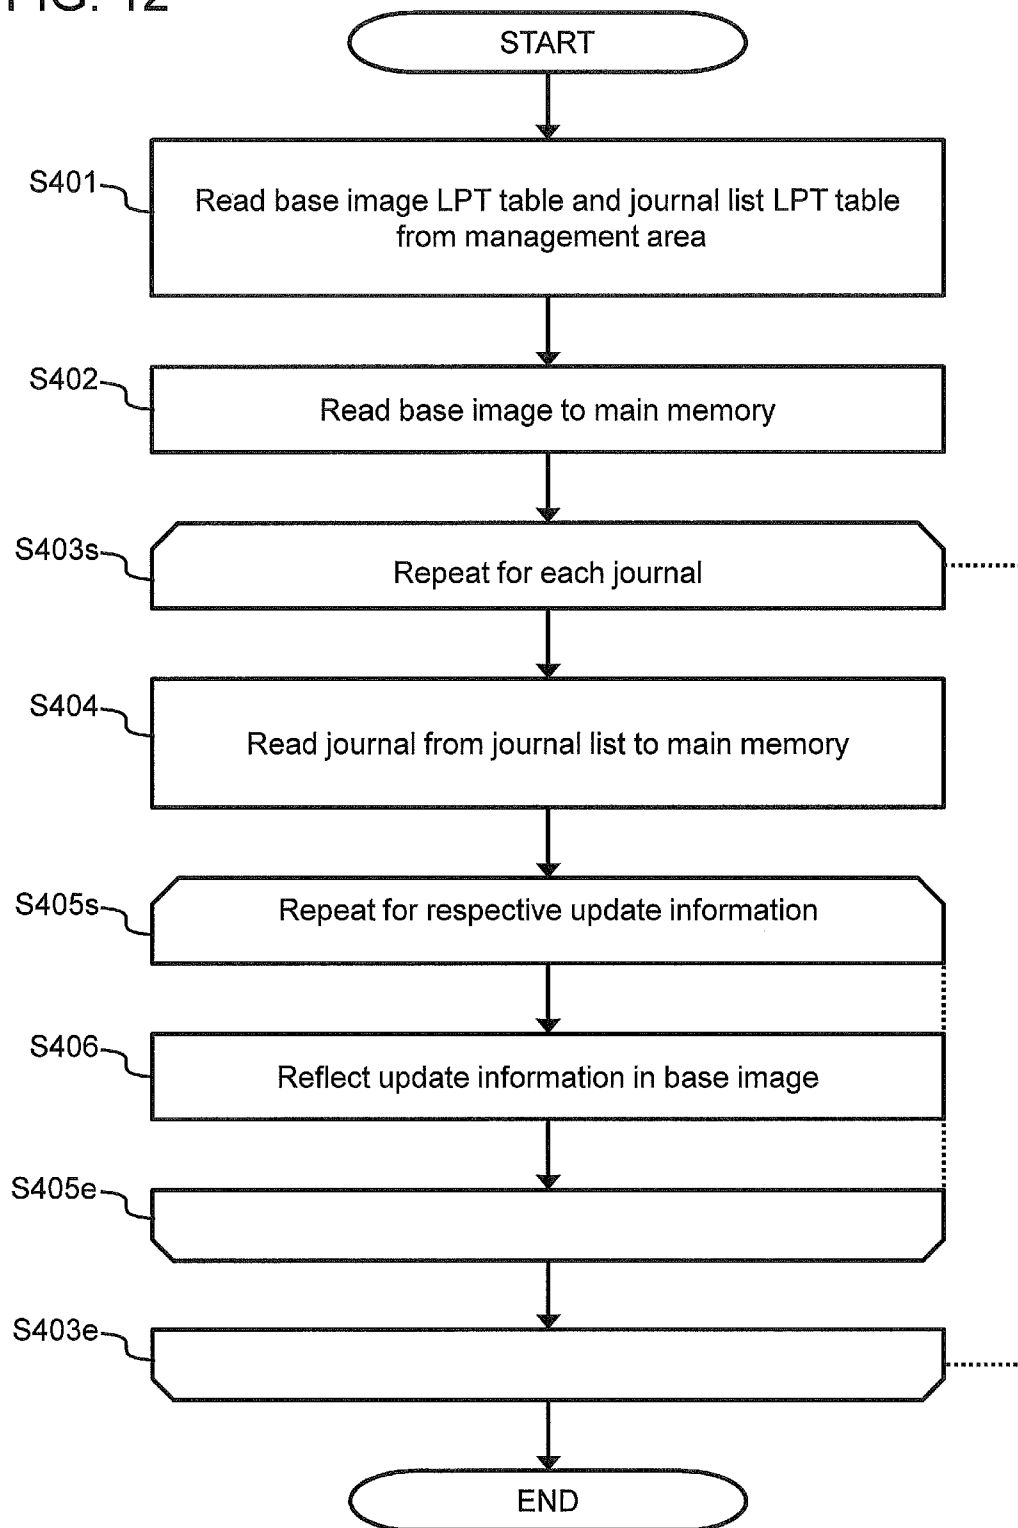 FIG. 12
START
S401
Read base image LPT table and journal list LPT table
from management area
S402
Read base image to main memory
S403s
Repeat for each journal
S404
Read journal from journal list to main memory
S405s
Repeat for respective update information
S406
Reflect update information in base image
S405e
S403e
END